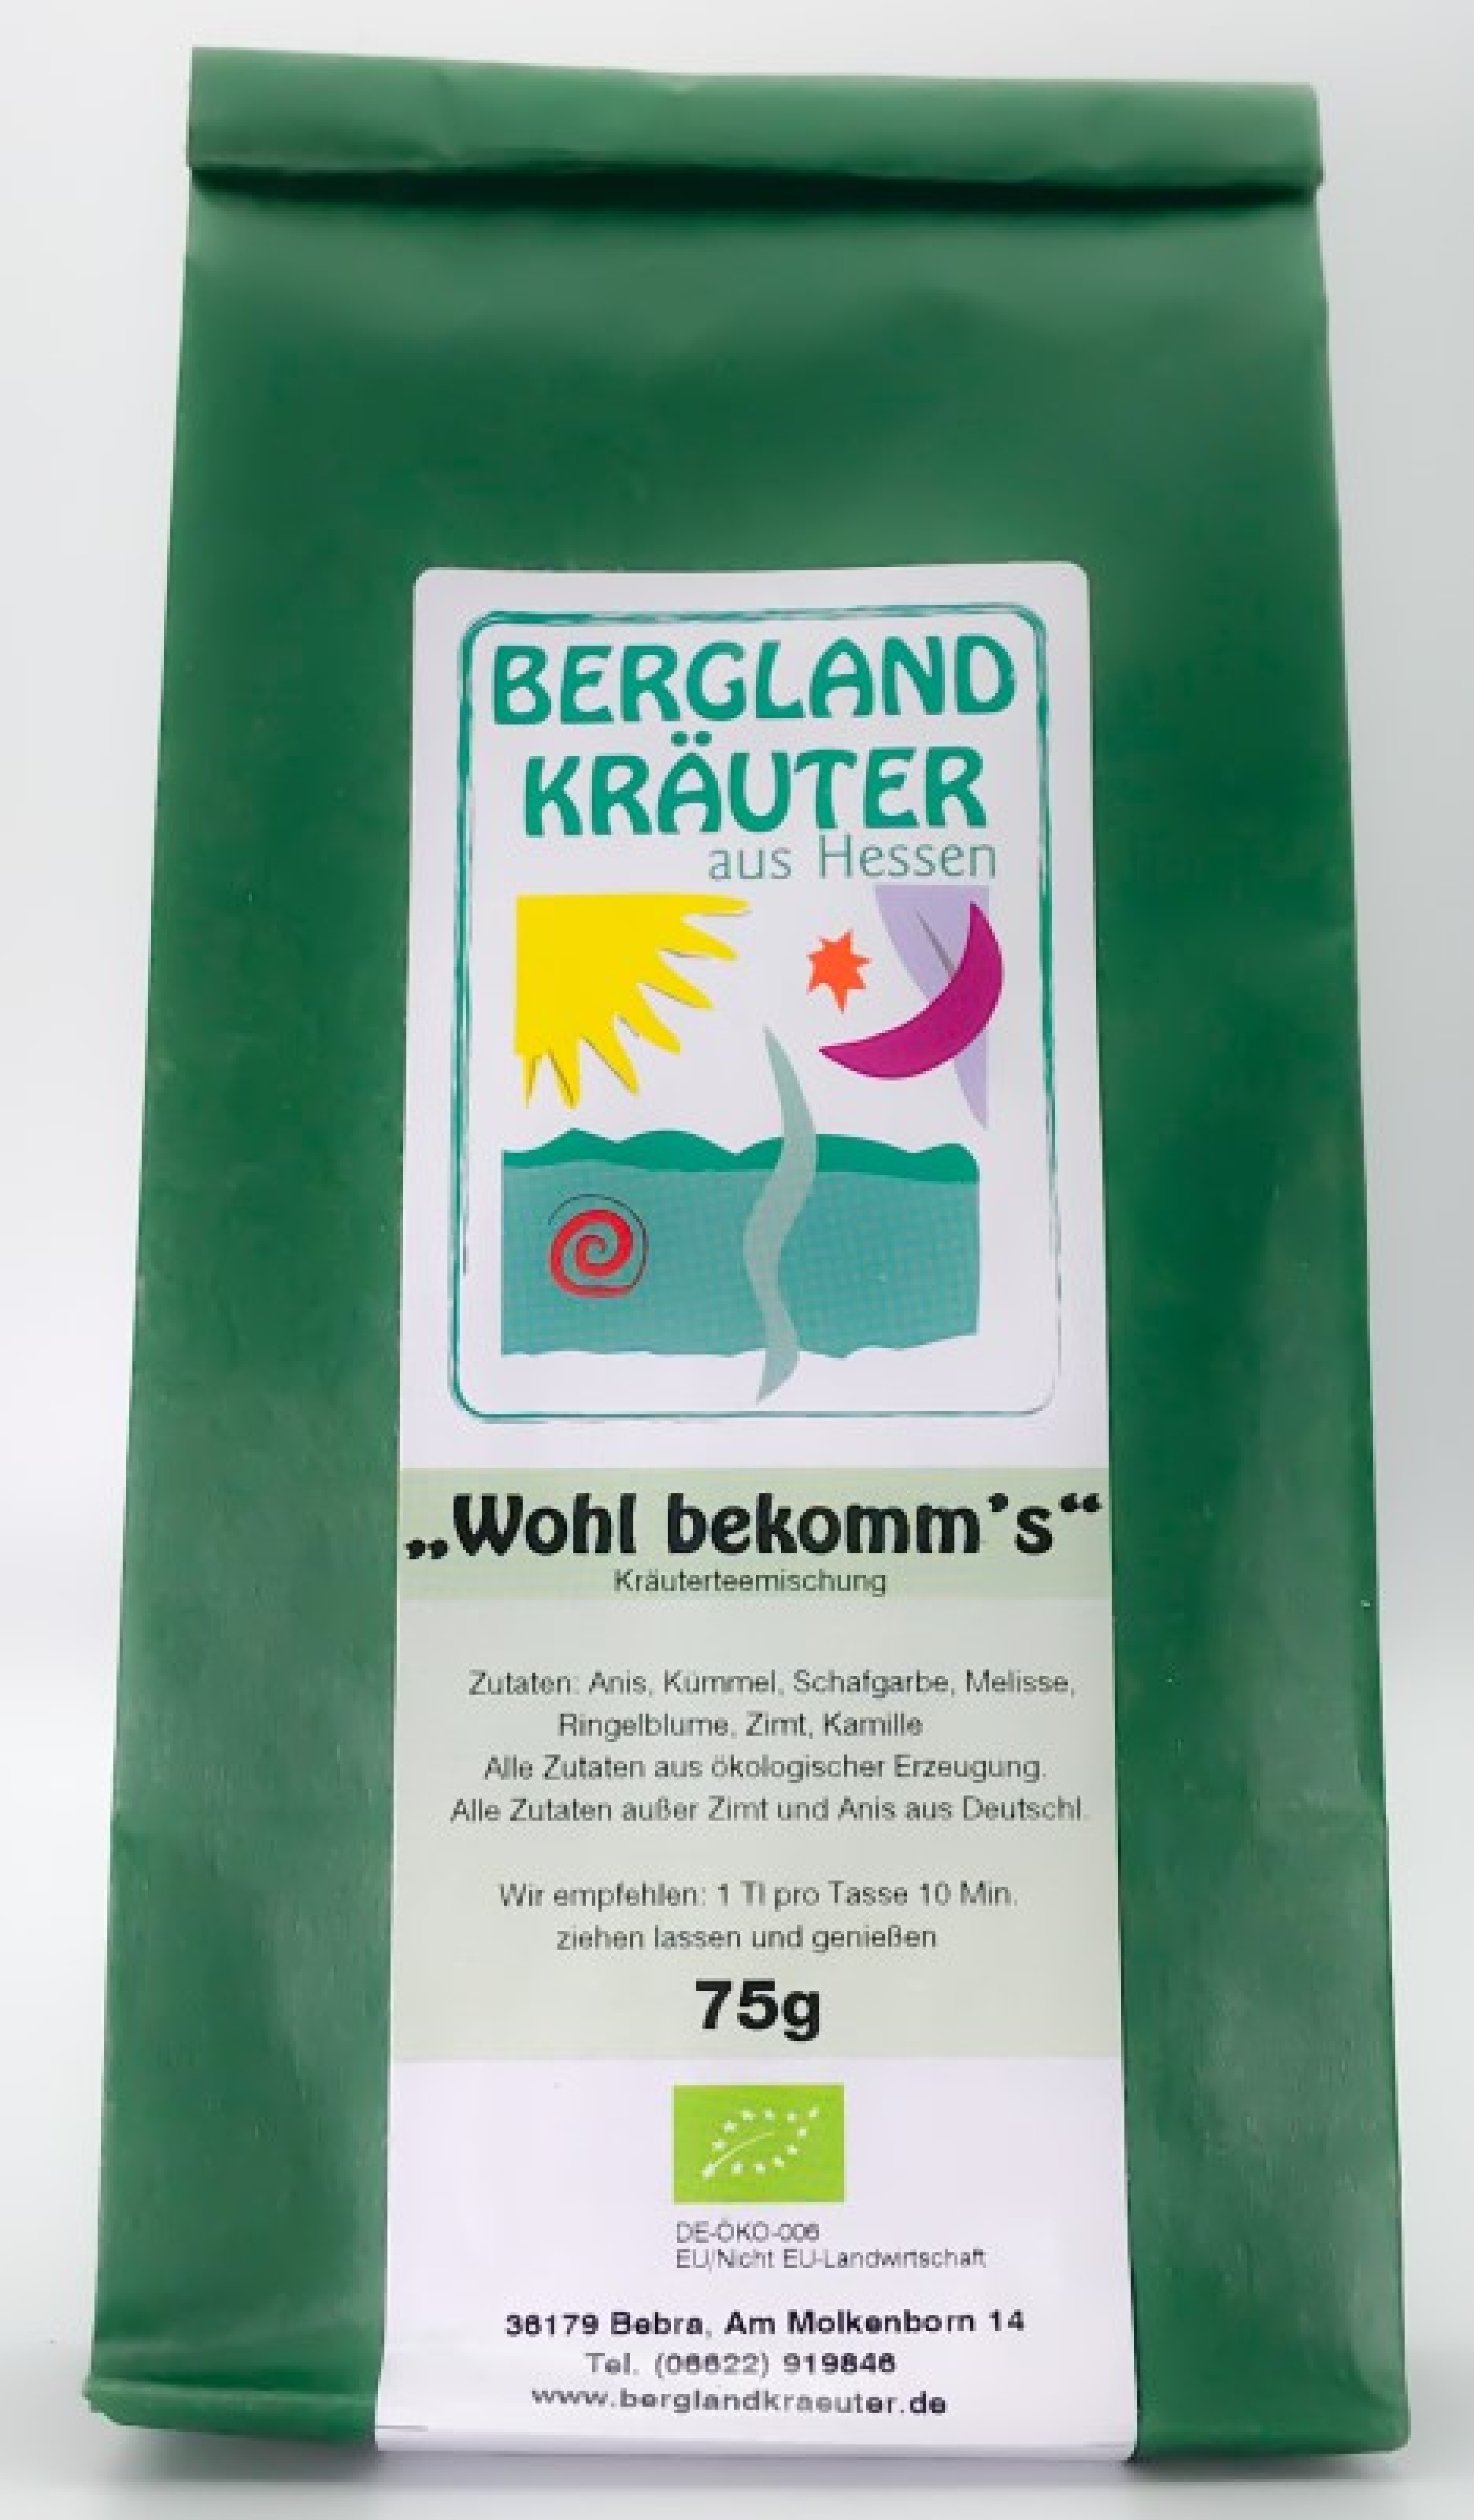 BERGLAND
KRÄUTER
aus Hessen
„Wohl bekomm's“
Kräuterteemischung
Zutaten: Anis, Kümmel, Schafgarbe, Melisse,
Ringelblume, Zimt, Kamille
Alle Zutaten aus ökologischer Erzeugung.
Alle Zutaten außer Zimt und Anis aus Deutschl.
Wir empfehlen: 1 Tl pro Tasse 10 Min.
ziehen lassen und genießen
75g
DE-ÖKO-006
EU/Nicht EU-Landwirtschaft
36179 Bebra, Am Molkenborn 14
Tel. (06622) 919846
www.berglandkraeuter.de